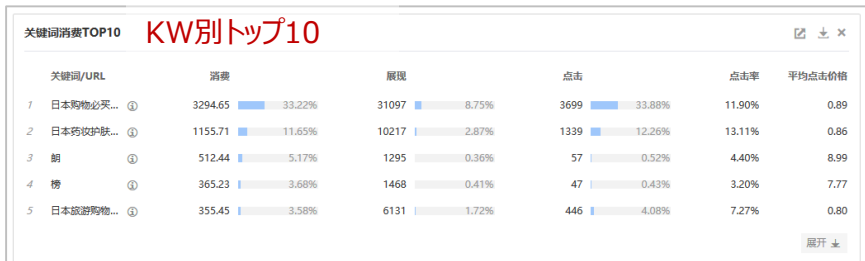 关键词消费TOP10 KW別トップ10
关键词/URL 消费 展现 点击 点击率 平均点击价格
1 日本购物必买... 3294.65 33.22% 31097 8.75% 3699 33.88% 11.90% 0.89
2 日本药妆护肤... 1155.71 11.65% 10217 2.87% 1339 12.26% 13.11% 0.86
3 朗 512.44 5.17% 1295 0.36% 57 0.52% 4.40% 8.99
4 榜 365.23 3.68% 1468 0.41% 47 0.43% 3.20% 7.77
5 日本旅游购物... 355.45 3.58% 6131 1.72% 446 4.08% 7.27% 0.80
展开